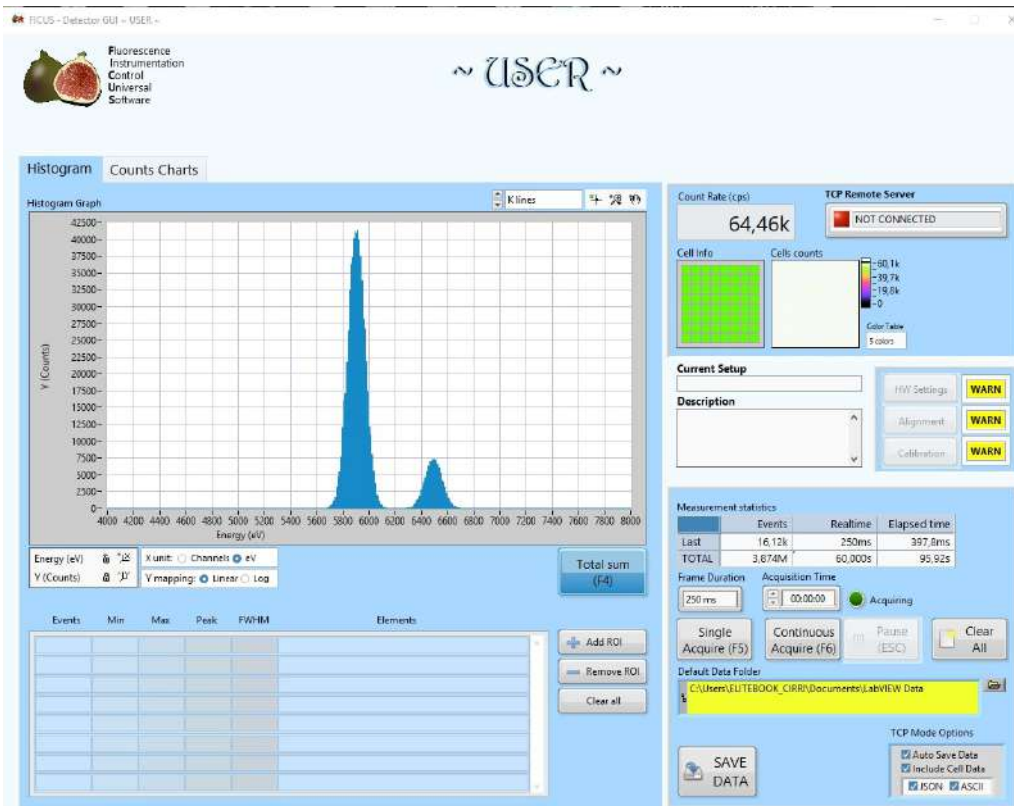 FICUS - Detector GUI ~ USER ~
Fluorescence
Instrumentation
Control
Universal
Software
~ USER ~
Histogram Counts Charts
Histogram Graph
K lines
42500
40000
37500
35000
32500
30000
27500
25000
22500
20000
17500
15000
12500
10000
7500
5000
2500
0
Y (Counts)
4000 4200 4400 4600 4800 5000 5200 5400 5600 5800 6000 6200 6400 6600 6800 7000 7200 7400 7600 7800 8000
Energy (eV)
Energy (eV)
Y (Counts)
X unit: Channels eV
Y mapping: Linear Log
Total sum
(F4)
Events Min Max Peak FWHM Elements
Add ROI
Remove ROI
Clear all
Count Rate (cps)
64,46k
TCP Remote Server
NOT CONNECTED
Cell Info
Cells counts
60,1k
39,7k
19,8k
0
Color Table
5 colors
Current Setup
Description
HW Settings WARN
Alignment WARN
Calibration WARN
Measurement statistics
Events Realtime Elapsed time
Last 16,12k 250ms 397,8ms
TOTAL 3,874M 60,000s 95,92s
Frame Duration Acquisition Time
250 ms 00:00:00 Acquiring
Single
Acquire (F5)
Continuous
Acquire (F6)
Pause
(ESC)
Clear
All
Default Data Folder
C:\Users\ELITEBOOK_CIRRI\Documents\LabVIEW Data
SAVE
DATA
TCP Mode Options
Auto Save Data
Include Cell Data
JSON ASCII